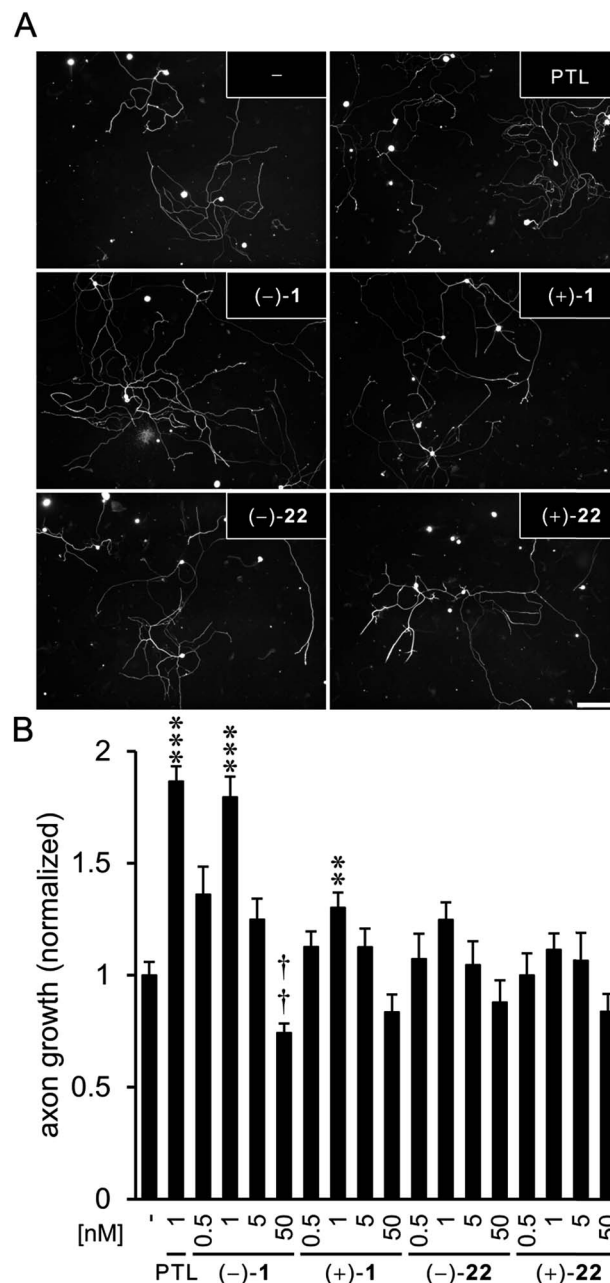 A
– PTL
(–)-1 (+)-1
(–)-22 (+)-22
B
*** *** ** ††
2
1.5
1
0.5
0
axon growth (normalized)
[nM] - 1 0.5 1 5 50 0.5 1 5 50 0.5 1 5 50 0.5 1 5 50
PTL (–)-1 (+)-1 (–)-22 (+)-22